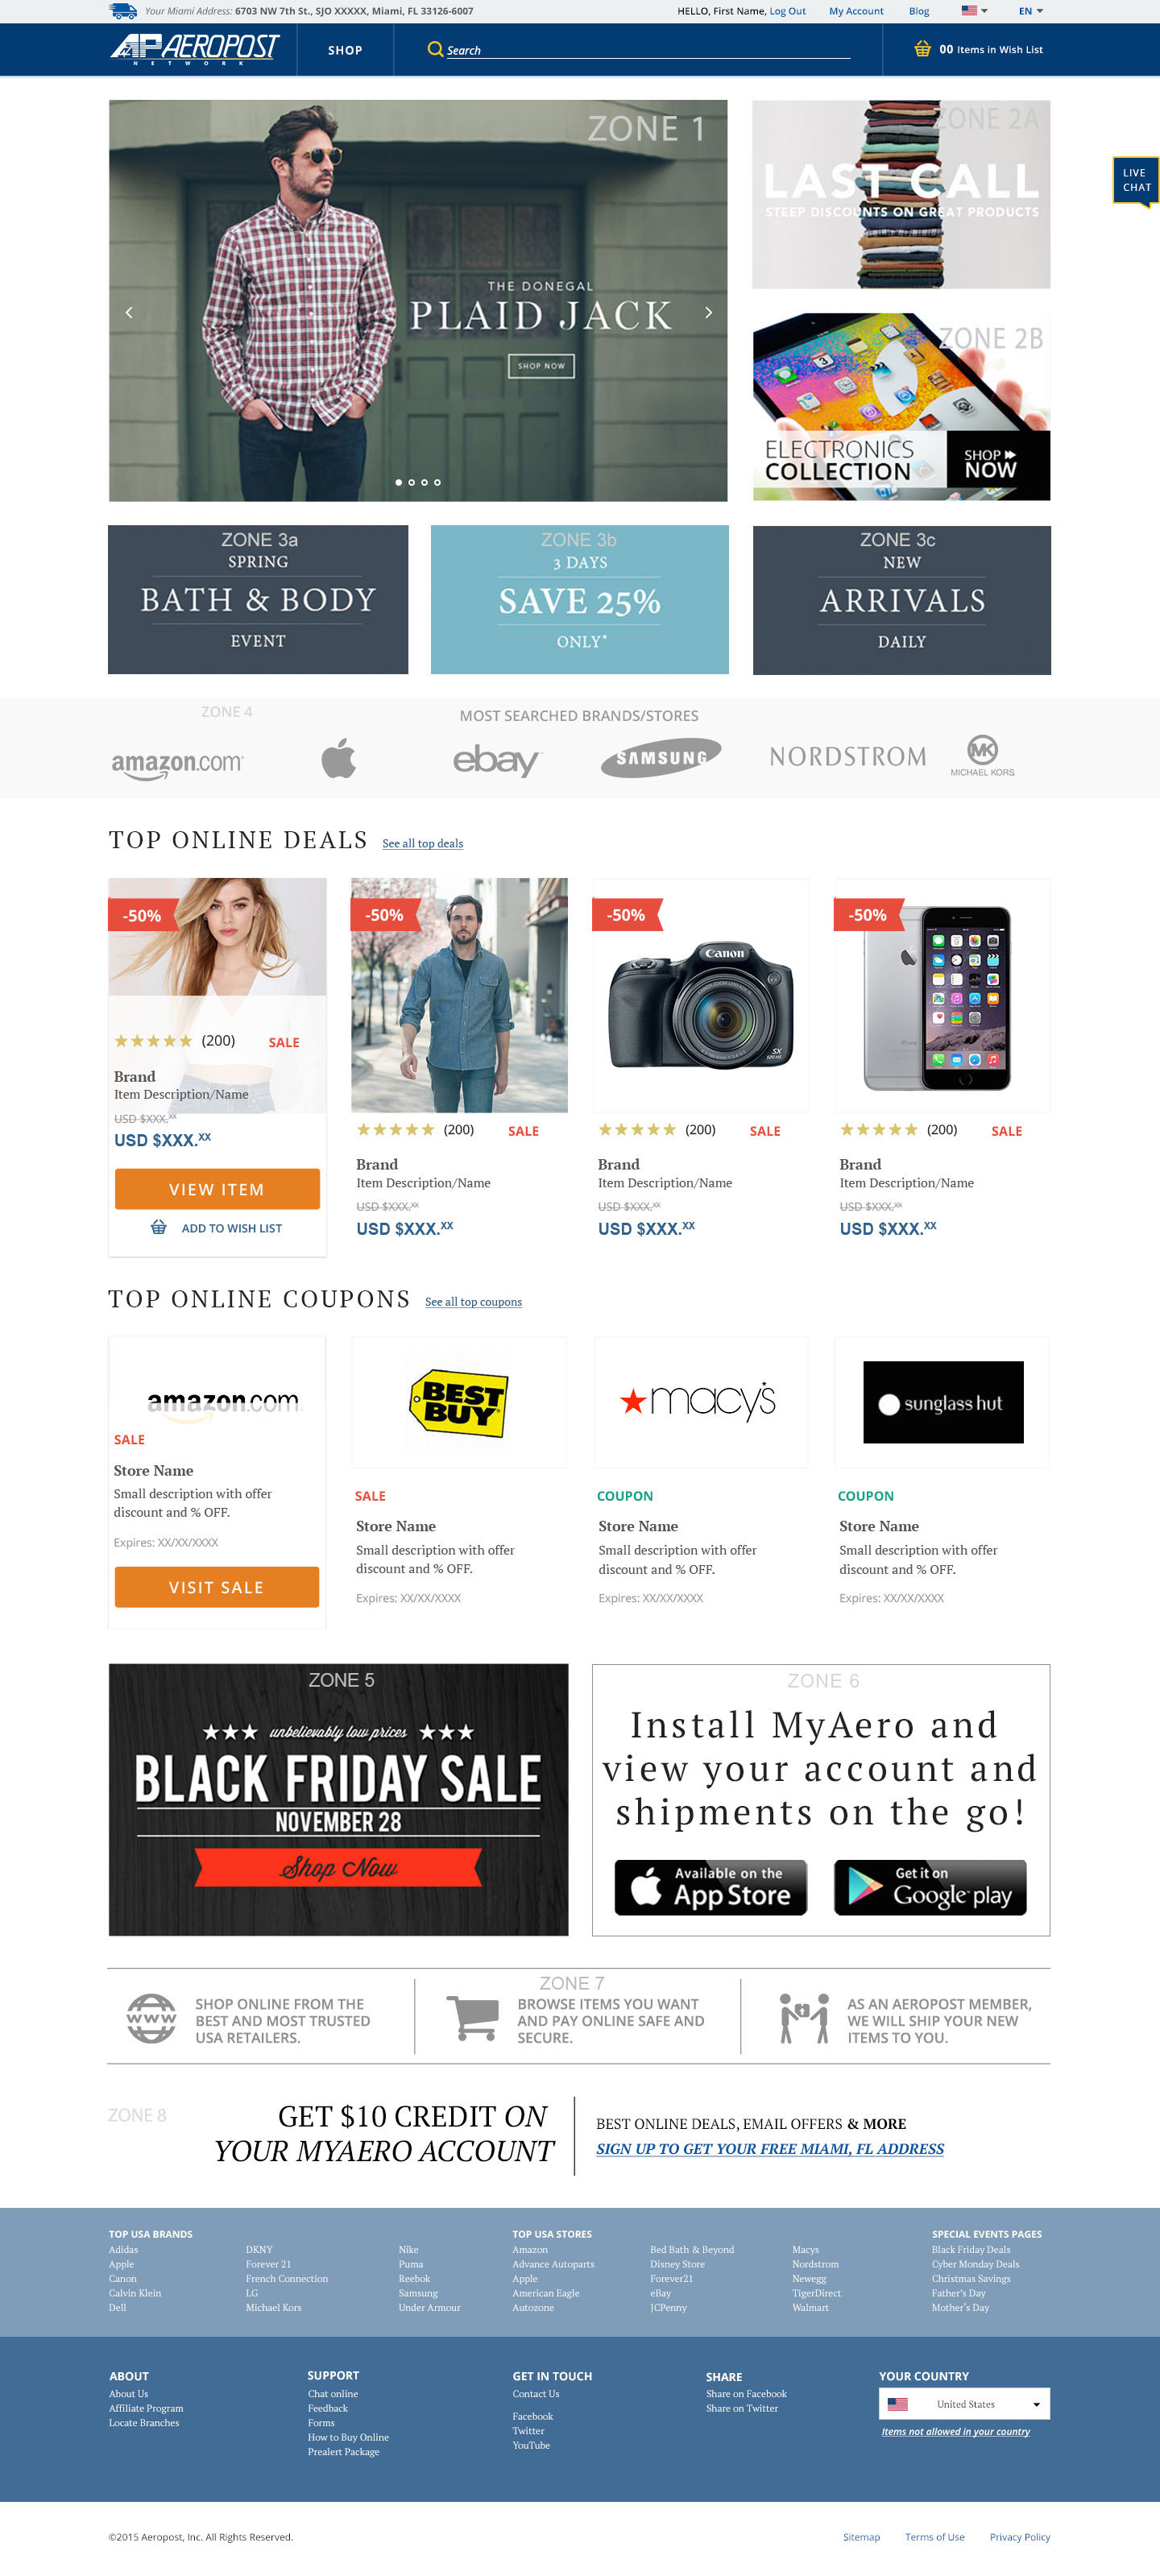 Your Miami Address: 6703 NW 7th St., SJO XXXXX, Miami, FL 33126-6007
HELLO, First Name, Log Out
My Account
Blog
EN
AP AEROPOST
NETWORK
SHOP
Search
00 Items in Wish List
LIVE
CHAT
ZONE 1
THE DONEGAL
PLAID JACK
SHOP NOW
ZONE 2A
LAST CALL
STEEP DISCOUNTS ON GREAT PRODUCTS
ZONE 2B
ELECTRONICS
COLLECTION
SHOP
NOW
ZONE 3a
SPRING
BATH & BODY
EVENT
ZONE 3b
3 DAYS
SAVE 25%
ONLY*
ZONE 3c
NEW
ARRIVALS
DAILY
ZONE 4
MOST SEARCHED BRANDS/STORES
amazon.com
ebay
SAMSUNG
NORDSTROM
MK
MICHAEL KORS
TOP ONLINE DEALS
See all top deals
-50%
(200)
SALE
Brand
Item Description/Name
USD $XXX.XX
USD $XXX.XX
VIEW ITEM
ADD TO WISH LIST
-50%
(200)
SALE
Brand
Item Description/Name
USD $XXX.XX
USD $XXX.XX
-50%
Canon
(200)
SALE
Brand
Item Description/Name
USD $XXX.XX
USD $XXX.XX
-50%
(200)
SALE
Brand
Item Description/Name
USD $XXX.XX
USD $XXX.XX
TOP ONLINE COUPONS
See all top coupons
amazon.com
SALE
Store Name
Small description with offer
discount and % OFF.
Expires: XX/XX/XXXX
VISIT SALE
BEST
BUY
SALE
Store Name
Small description with offer
discount and % OFF.
Expires: XX/XX/XXXX
macy's
COUPON
Store Name
Small description with offer
discount and % OFF.
Expires: XX/XX/XXXX
sunglass hut
COUPON
Store Name
Small description with offer
discount and % OFF.
Expires: XX/XX/XXXX
ZONE 5
unbelievably low prices
BLACK FRIDAY SALE
NOVEMBER 28
Shop Now
ZONE 6
Install MyAero and
view your account and
shipments on the go!
Available on the
App Store
Get it on
Google play
ZONE 7
WWW
SHOP ONLINE FROM THE
BEST AND MOST TRUSTED
USA RETAILERS.
BROWSE ITEMS YOU WANT
AND PAY ONLINE SAFE AND
SECURE.
AS AN AEROPOST MEMBER,
WE WILL SHIP YOUR NEW
ITEMS TO YOU.
ZONE 8
GET $10 CREDIT ON
YOUR MYAERO ACCOUNT
BEST ONLINE DEALS, EMAIL OFFERS & MORE
SIGN UP TO GET YOUR FREE MIAMI, FL ADDRESS
TOP USA BRANDS
Adidas
Apple
Canon
Calvin Klein
Dell
DKNY
Forever 21
French Connection
LG
Michael Kors
Nike
Puma
Reebok
Samsung
Under Armour
TOP USA STORES
Amazon
Advance Autoparts
Apple
American Eagle
Autozone
Bed Bath & Beyond
Disney Store
Forever21
eBay
JCPenny
Macys
Nordstrom
Newegg
TigerDirect
Walmart
SPECIAL EVENTS PAGES
Black Friday Deals
Cyber Monday Deals
Christmas Savings
Father's Day
Mother's Day
ABOUT
About Us
Affiliate Program
Locate Branches
SUPPORT
Chat online
Feedback
Forms
How to Buy Online
Prealert Package
GET IN TOUCH
Contact Us
Facebook
Twitter
YouTube
SHARE
Share on Facebook
Share on Twitter
YOUR COUNTRY
United States
Items not allowed in your country
©2015 Aeropost, Inc. All Rights Reserved.
Sitemap
Terms of Use
Privacy Policy